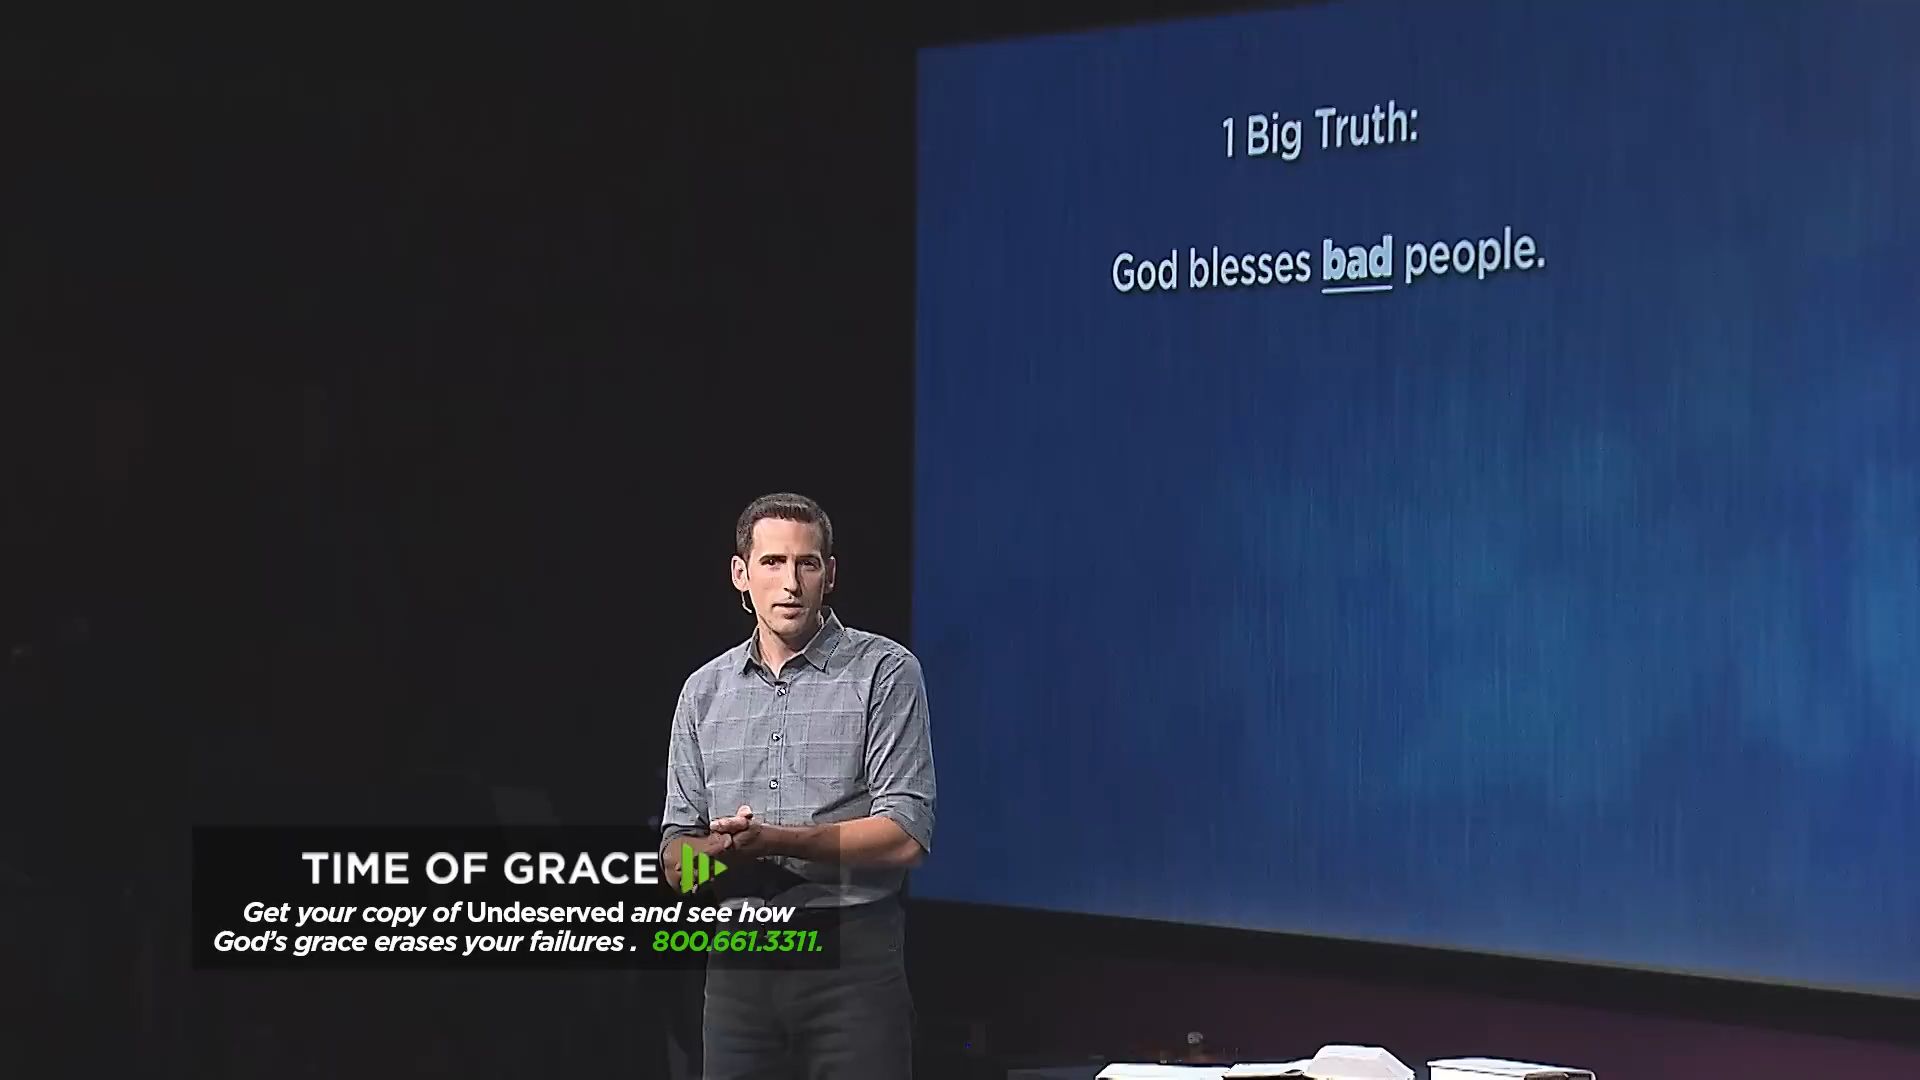 1 Big Truth:
God blesses bad people.
TIME OF GRACE
Get your copy of Undeserved and see how
God's grace erases your failures . 800.661.3311.